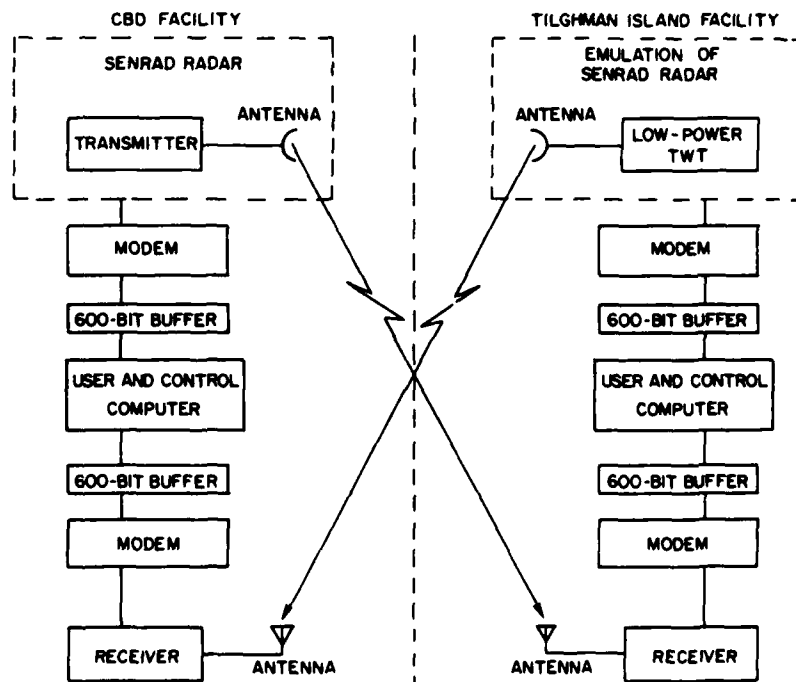 CBD FACILITY
SENRAD RADAR
ANTENNA
TRANSMITTER
MODEM
600-BIT BUFFER
USER AND CONTROL
COMPUTER
600-BIT BUFFER
MODEM
RECEIVER
ANTENNA
TILGHMAN ISLAND FACILITY
EMULATION OF
SENRAD RADAR
ANTENNA
LOW-POWER
TWT
MODEM
600-BIT BUFFER
USER AND CONTROL
COMPUTER
600-BIT BUFFER
MODEM
ANTENNA
RECEIVER